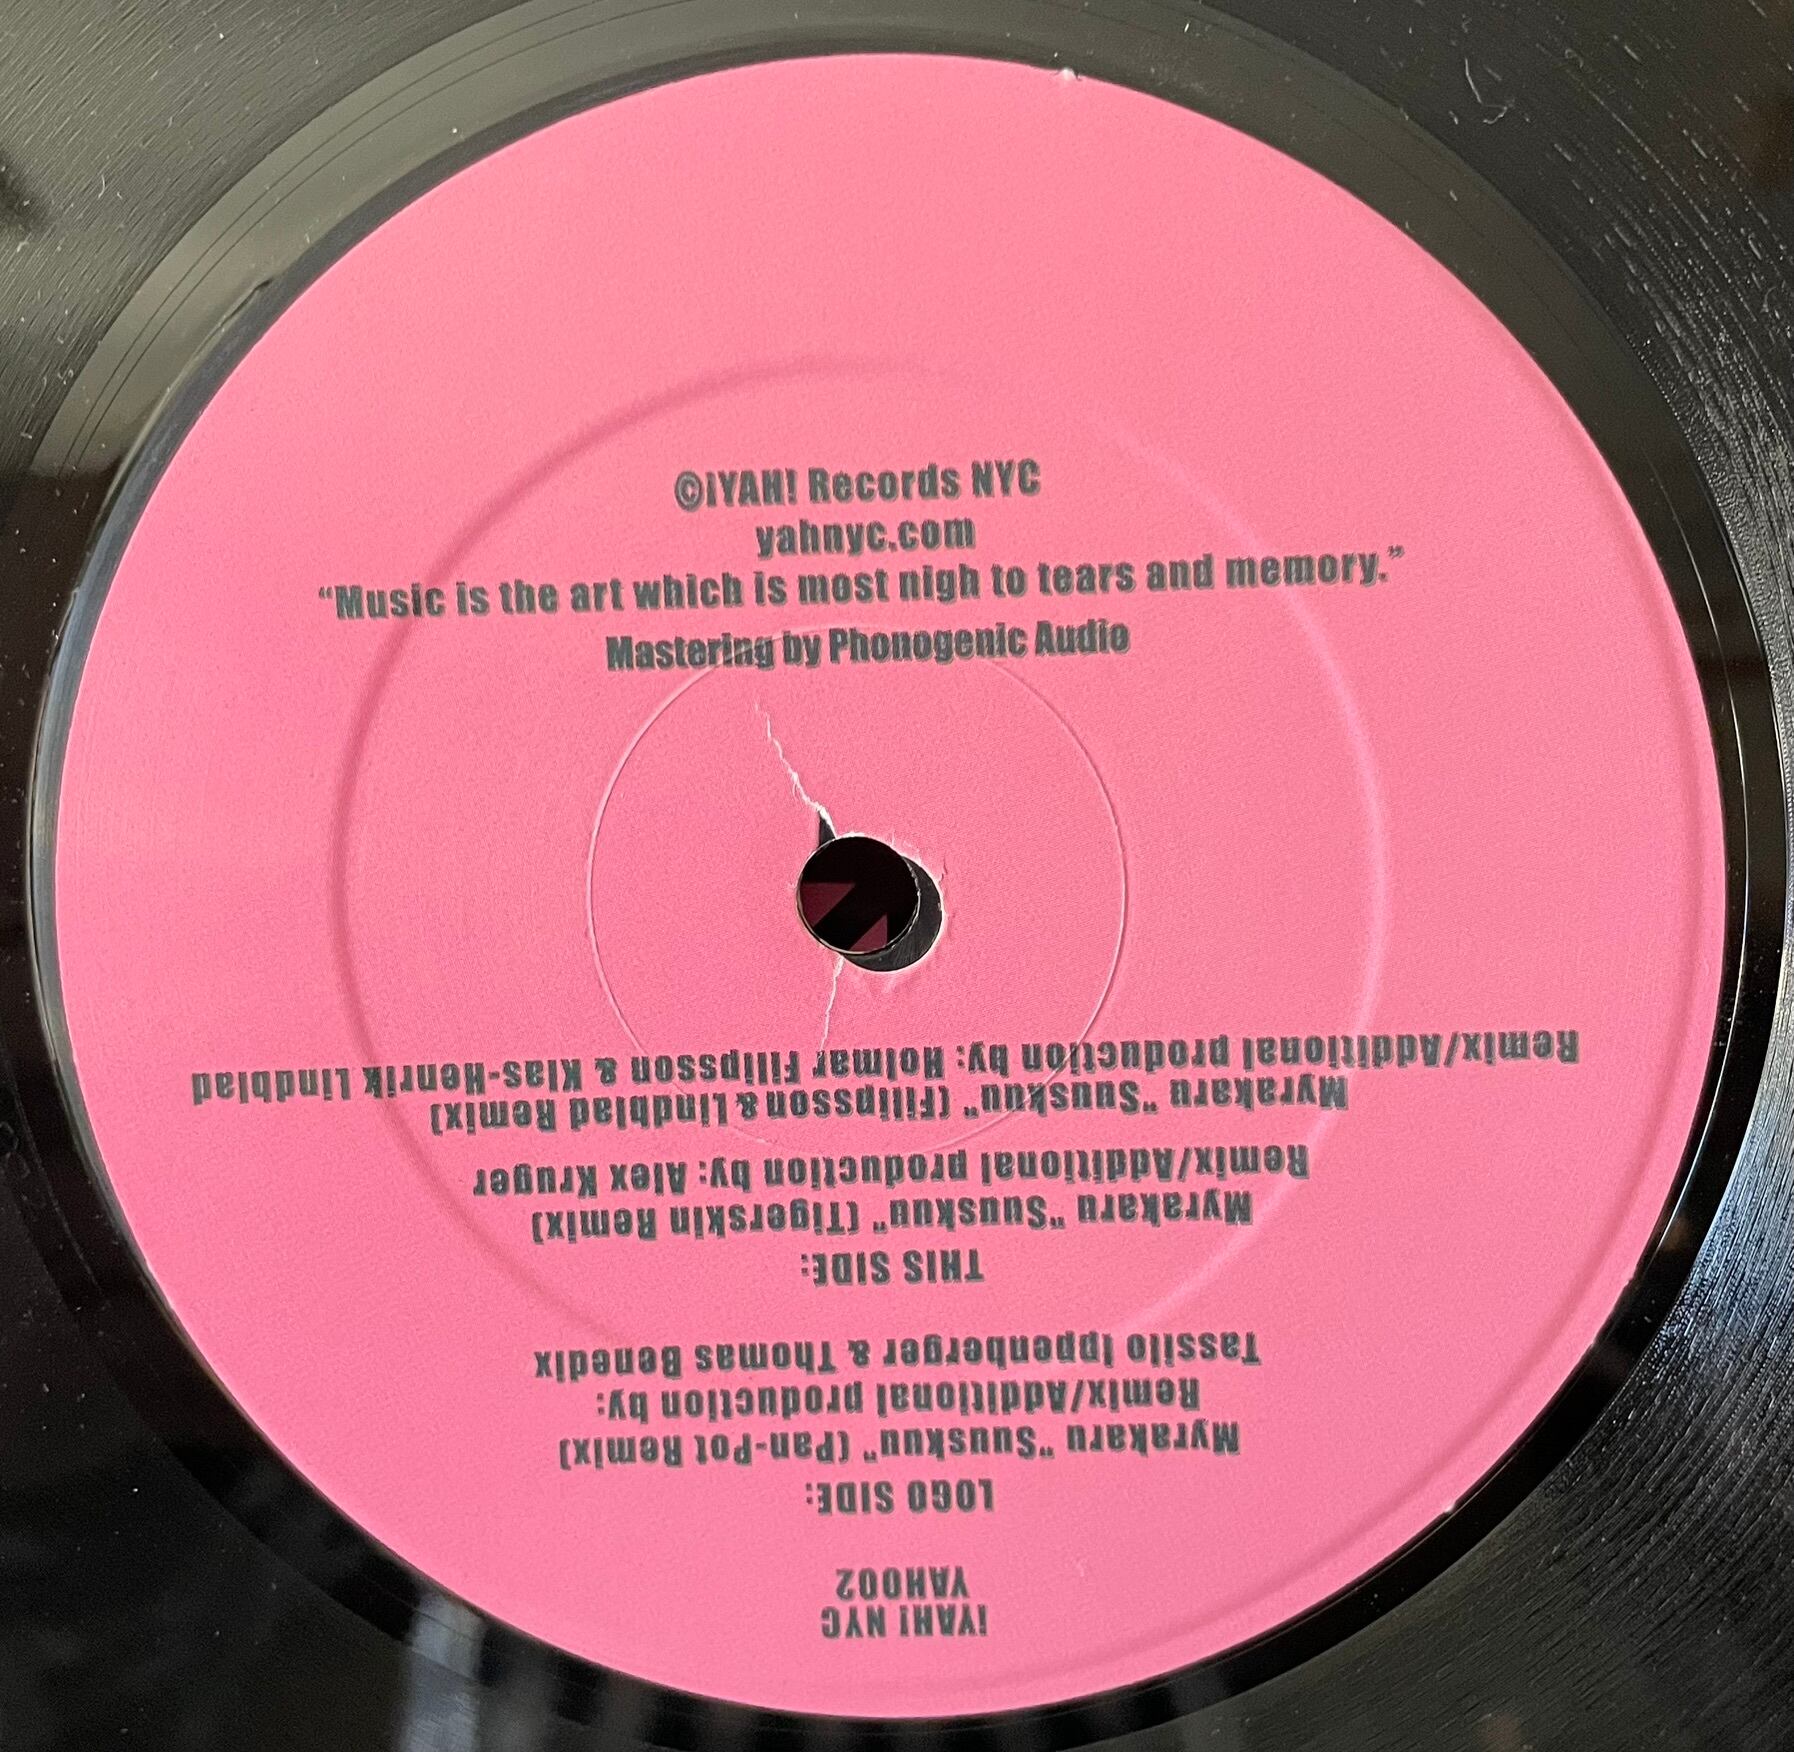 ©¡YAH! Records NYC
yahnyc.com
“Music is the art which is most nigh to tears and memory.”
Mastering by Phonogenic Audio
¡YAH! NYC
YAH002
LOGO SIDE:
Myrakaru "Suuskuu" (Pan-Pot Remix)
Remix/Additional production by:
Tassilo Ippenberger & Thomas Benedix
THIS SIDE:
Myrakaru "Suuskuu" (Tigerskin Remix)
Remix/Additional production by: Alex Kruger
Myrakaru "Suuskuu" (Filipsson & Lindblad Remix)
Remix/Additional production by: Holmar Filipsson & Klas-Henrik Lindblad